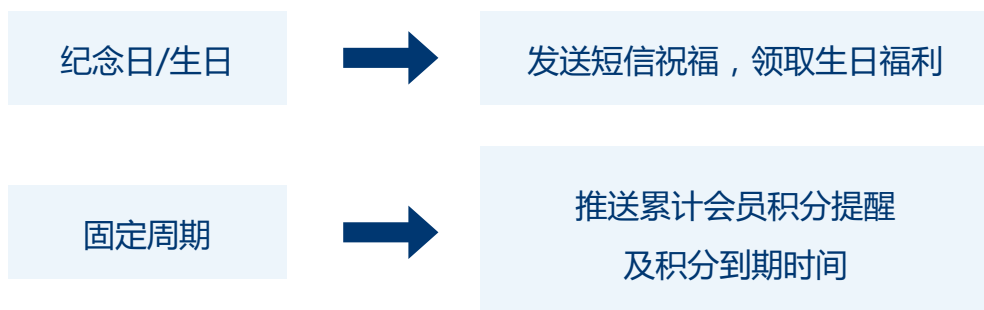 纪念日/生日
发送短信祝福，领取生日福利
固定周期
推送累计会员积分提醒
及积分到期时间